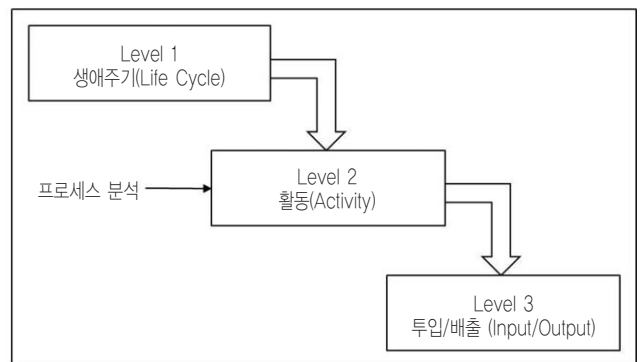 Level 1
생애주기(Life Cycle)
프로세스 분석
Level 2
활동(Activity)
Level 3
투입/배출 (Input/Output)